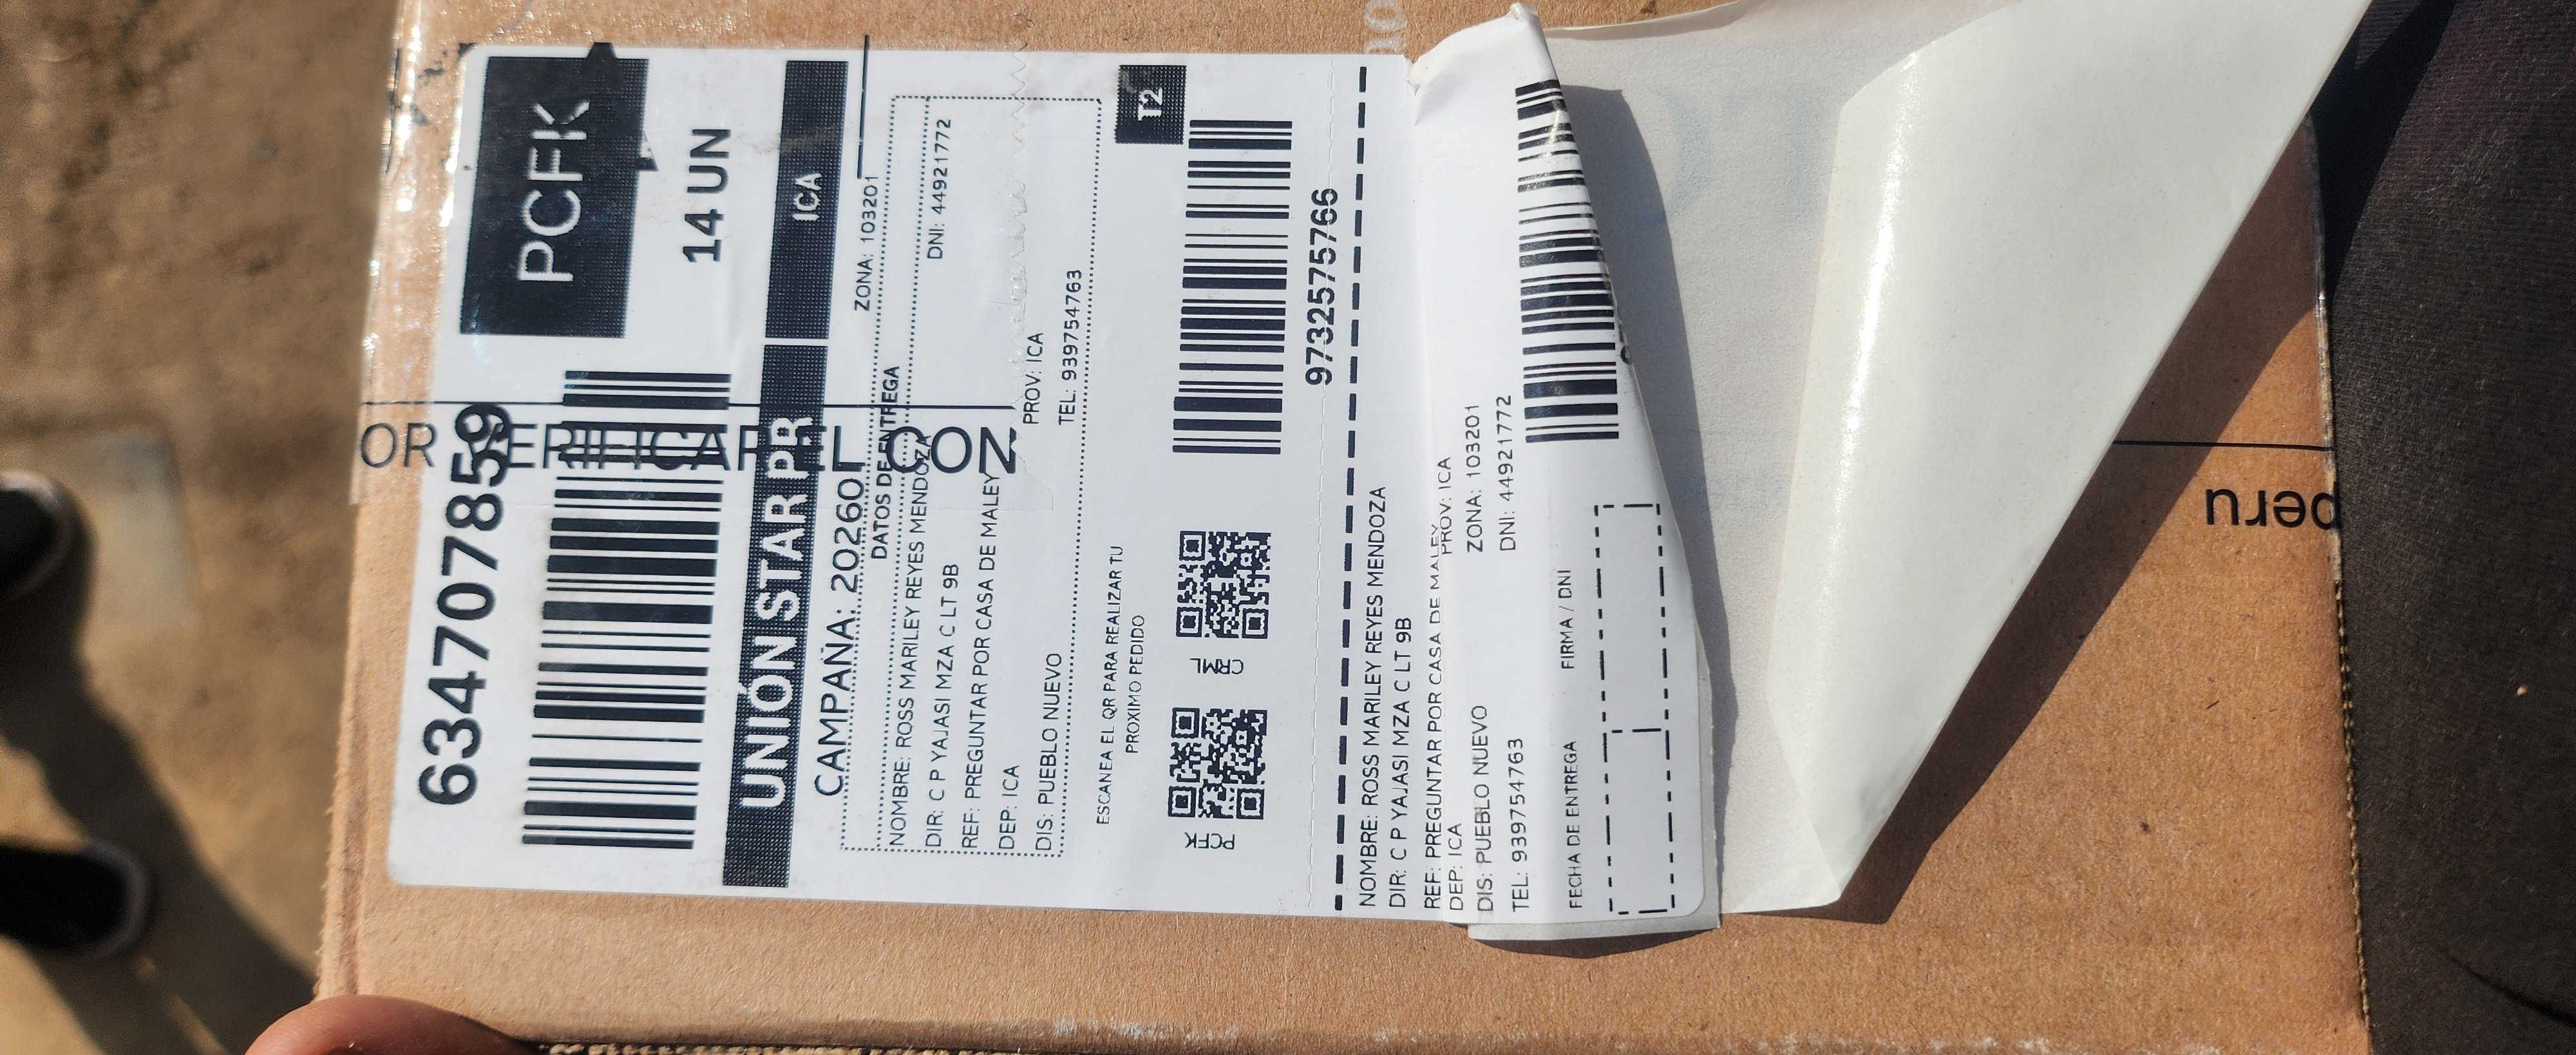 6347078599
PCFK
14 UN
OR VERIFICAR EL CON
UNIÓN STAR PR
ICA
CAMPAÑA: 202601
ZONA: 103201
DATOS DE ENTREGA
NOMBRE: ROSS MARILEY REYES MENDOZA
DIR: C P YAJASI MZA C LT 9B
DNI: 44921772
REF: PREGUNTAR POR CASA DE MALEY
DEP: ICA
PROV: ICA
DIS: PUEBLO NUEVO
TEL: 939754763
ESCANEA EL QR PARA REALIZAR TU
PROXIMO PEDIDO
T2
PCFK
CRML
9732575766
NOMBRE: ROSS MARILEY REYES MENDOZA
DIR: C P YAJASI MZA C LT 9B
REF: PREGUNTAR POR CASA DE MALEY
DEP: ICA
PROV: ICA
DIS: PUEBLO NUEVO
ZONA: 103201
TEL: 939754763
DNI: 44921772
FECHA DE ENTREGA
FIRMA / DNI
peru